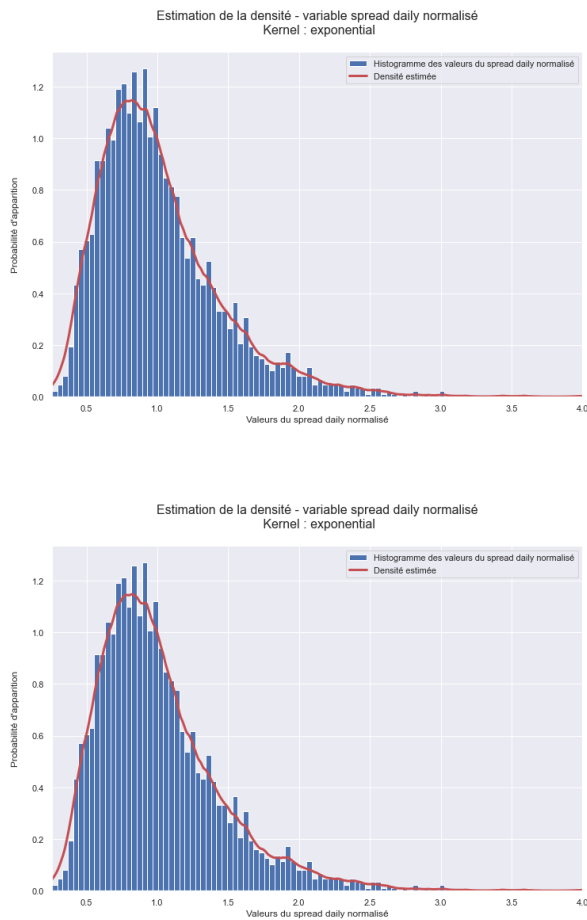 Estimation de la densité - variable spread daily normalisé
Kernel : exponential
Histogramme des valeurs du spread daily normalisé
Densité estimée
Probabilité d'apparition
1.2
1.0
0.8
0.6
0.4
0.2
0.0
0.5 1.0 1.5 2.0 2.5 3.0 3.5 4.0
Valeurs du spread daily normalisé
Estimation de la densité - variable spread daily normalisé
Kernel : exponential
Histogramme des valeurs du spread daily normalisé
Densité estimée
Probabilité d'apparition
1.2
1.0
0.8
0.6
0.4
0.2
0.0
0.5 1.0 1.5 2.0 2.5 3.0 3.5 4.0
Valeurs du spread daily normalisé